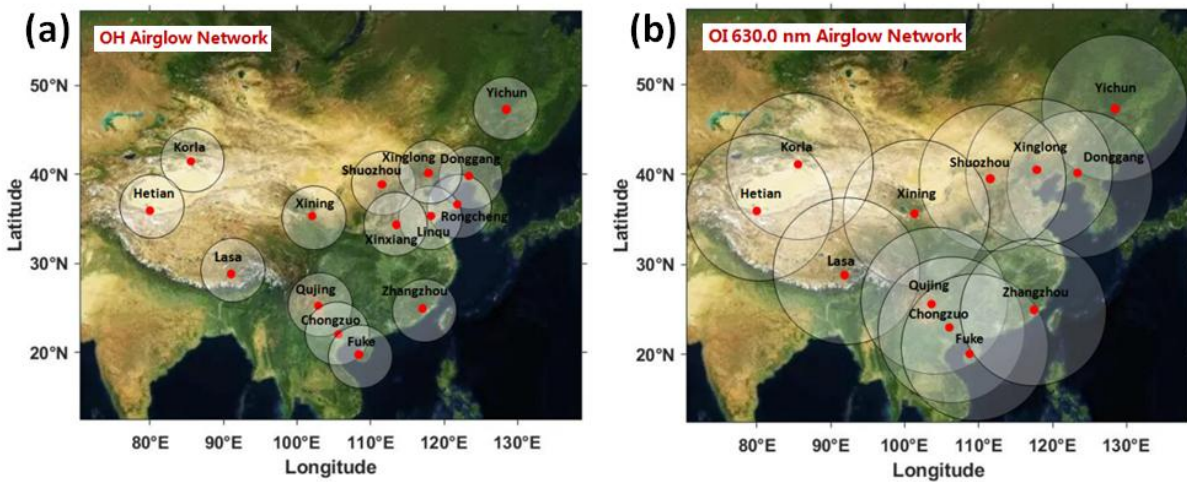 (a)
OH Airglow Network
Yichun
Korla
Xinglong
Donggang
Shuozhou
Hetian
Xining
Rongcheng
Linqu
Xinxiang
Lasa
Qujing
Zhangzhou
Chongzuo
Fuke
50°N
40°N
30°N
20°N
Latitude
80°E 90°E 100°E 110°E 120°E 130°E
Longitude
(b)
OI 630.0 nm Airglow Network
Yichun
Korla
Xinglong
Shuozhou
Donggang
Hetian
Xining
Lasa
Qujing
Zhangzhou
Chongzuo
Fuke
50°N
40°N
30°N
20°N
Latitude
80°E 90°E 100°E 110°E 120°E 130°E
Longitude